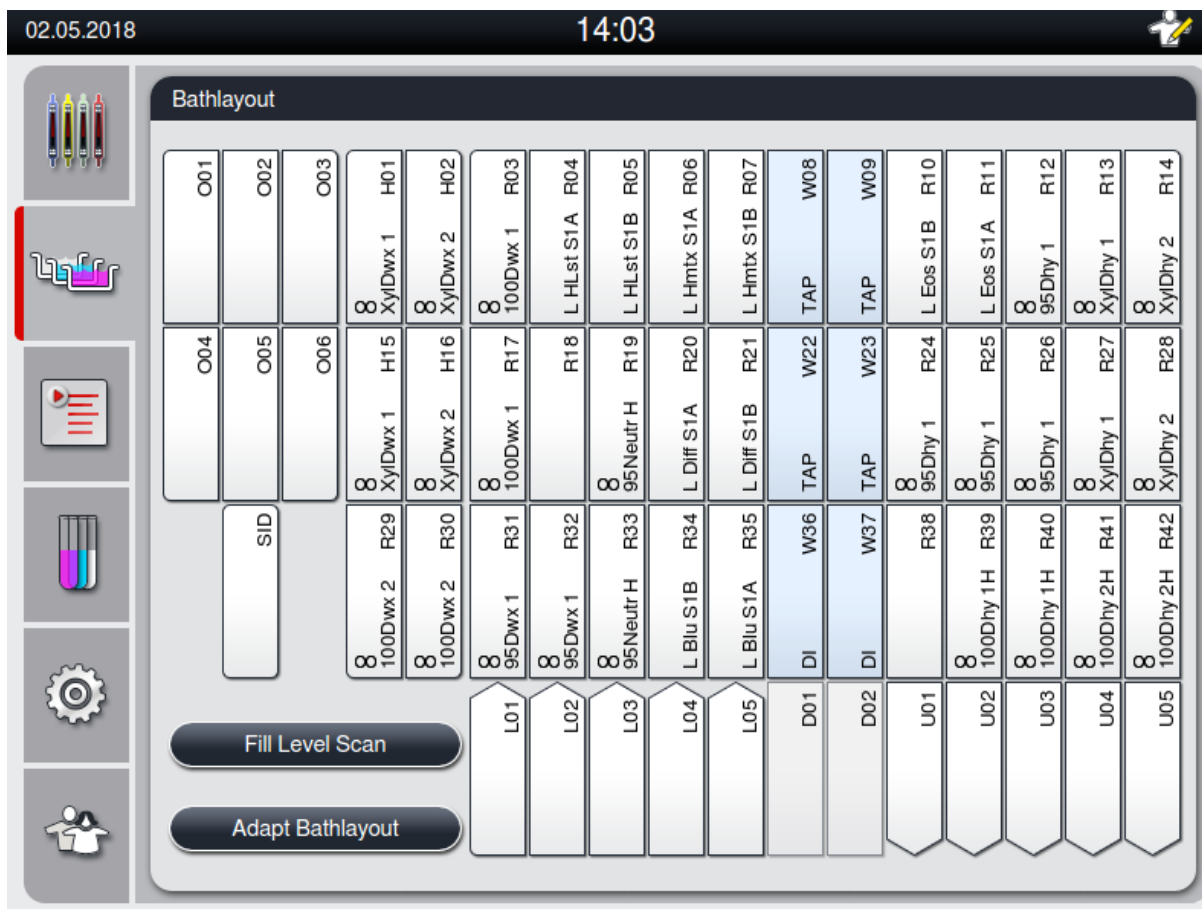 02.05.2018
14:03
Bathlayout
O01
O02
O03
H01
XylDwx 1
H02
XylDwx 2
R03
100Dwx 1
R04
L HLst S1A
R05
L HLst S1B
R06
L Hmtx S1A
R07
L Hmtx S1B
W08
TAP
W09
TAP
R10
L Eos S1B
R11
L Eos S1A
R12
95Dhy 1
R13
XylDhy 1
R14
XylDhy 2
O04
O05
O06
H15
XylDwx 1
H16
XylDwx 2
R17
100Dwx 1
R18
R19
95Neutr H
R20
L Diff S1A
R21
L Diff S1B
W22
TAP
W23
TAP
R24
95Dhy 1
R25
95Dhy 1
R26
95Dhy 1
R27
XylDhy 1
R28
XylDhy 2
SID
R29
100Dwx 2
R30
100Dwx 2
R31
95Dwx 1
R32
95Dwx 1
R33
95Neutr H
R34
L Blu S1B
R35
L Blu S1A
W36
DI
W37
DI
R38
R39
100Dhy 1H
R40
100Dhy 1H
R41
100Dhy 2H
R42
100Dhy 2H
L01
L02
L03
L04
L05
D01
D02
U01
U02
U03
U04
U05
Fill Level Scan
Adapt Bathlayout